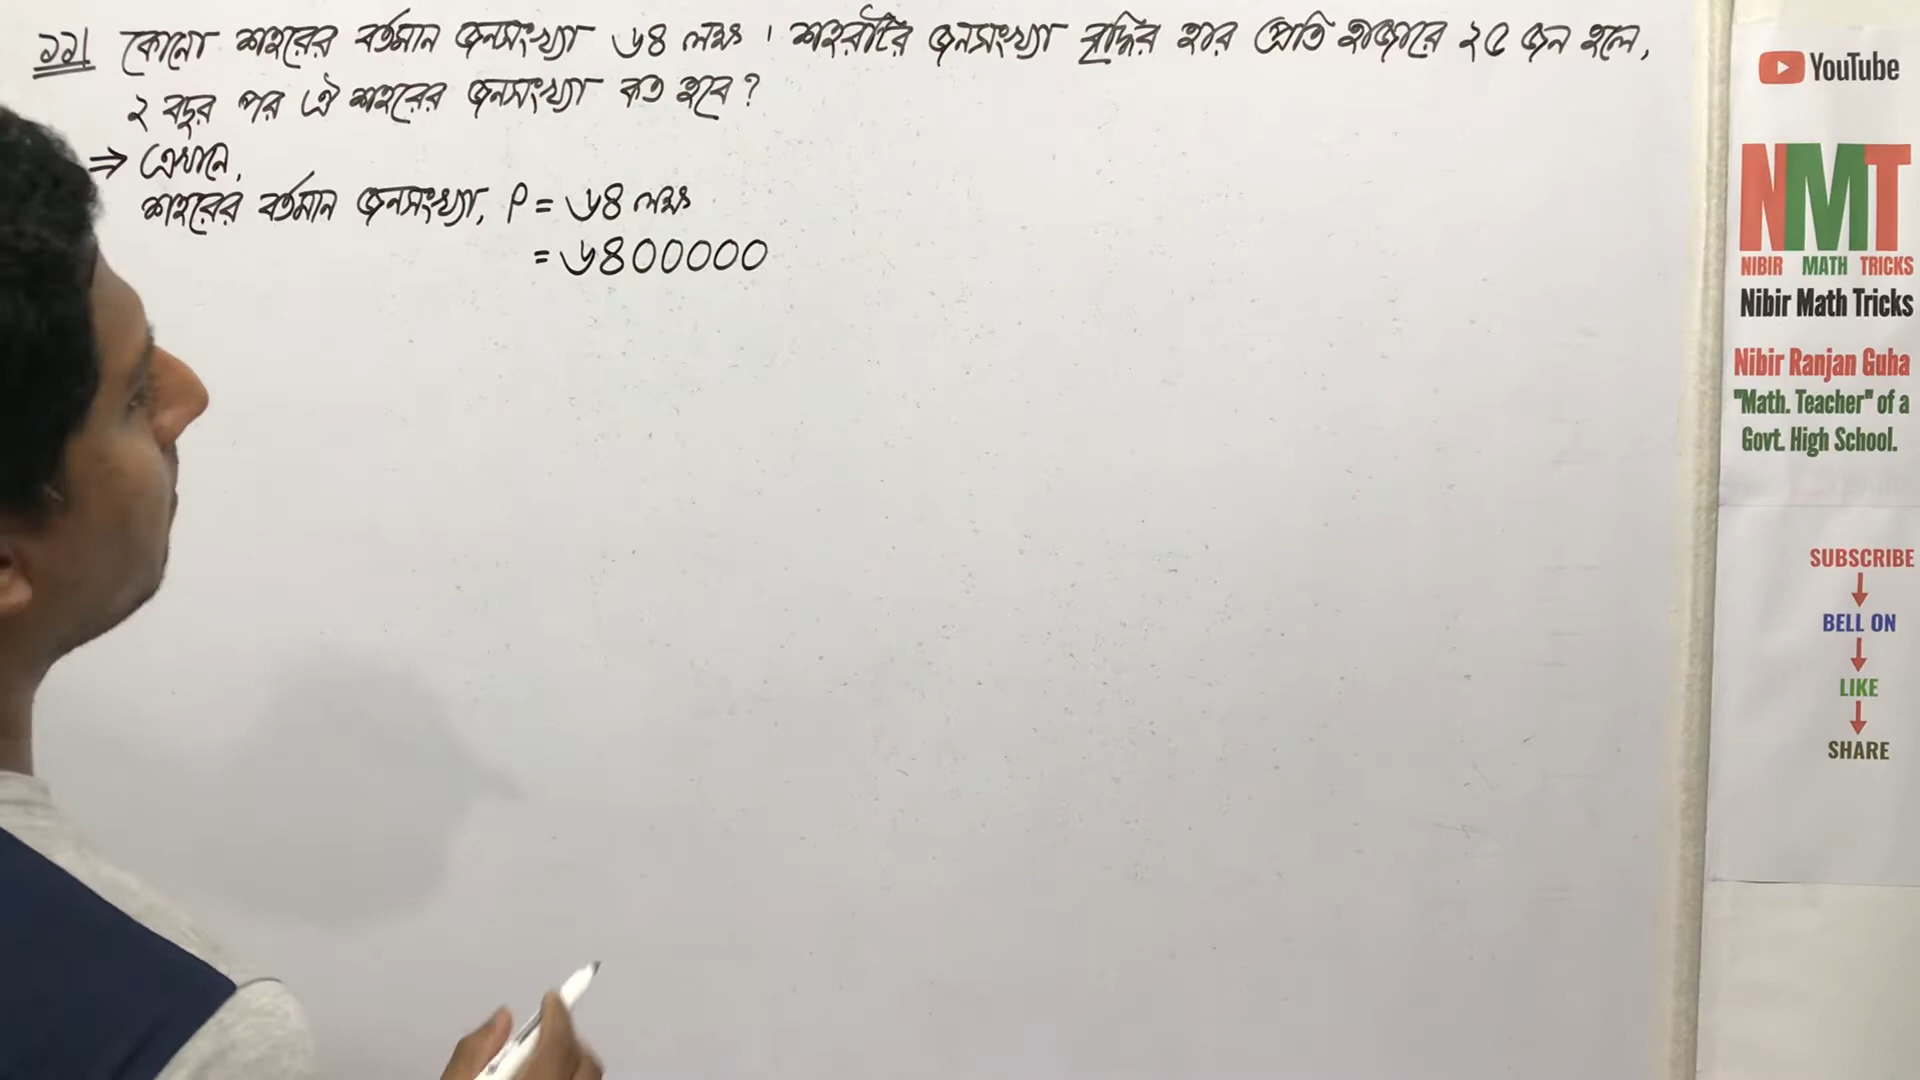 ১১। কোনো শহরের বর্তমান জনসংখ্যা ৬৪ লক্ষ। শহরটির জনসংখ্যা বৃদ্ধির হার প্রতি হাজারে ২৫ জন হলে,
২ বছর পর ঐ শহরের জনসংখ্যা কত হবে?
⇒ এখানে,
শহরের বর্তমান জনসংখ্যা, P = ৬৪ লক্ষ
= ৬৪০০০০০
YouTube
NMT
NIBIR MATH TRICKS
Nibir Math Tricks
Nibir Ranjan Guha
"Math. Teacher" of a
Govt. High School.
SUBSCRIBE
BELL ON
LIKE
SHARE